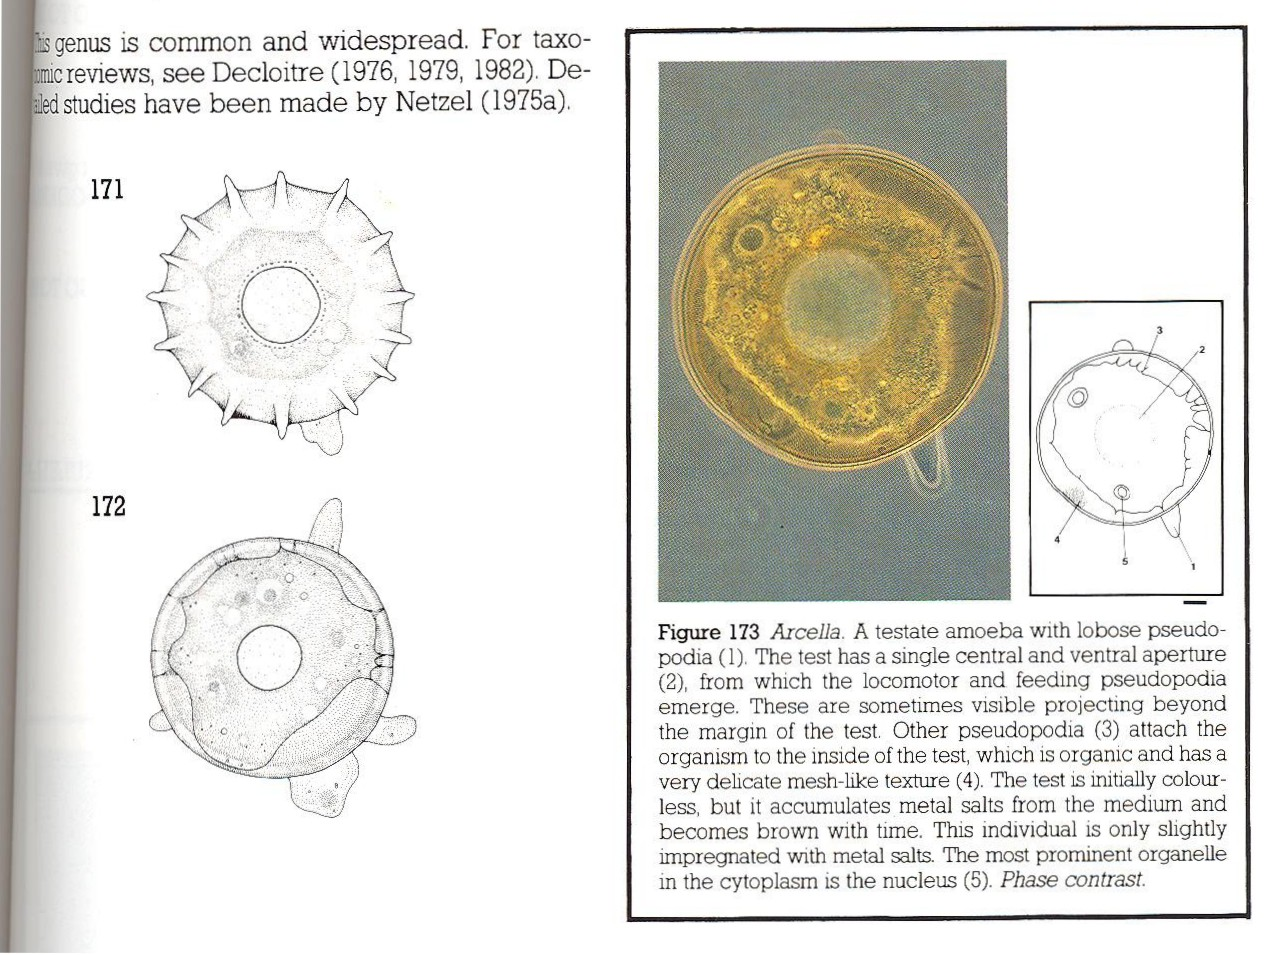 genus is common and widespread. For taxo-
reviews, see Decloitre (1976, 1979, 1982). De-
studies have been made by Netzel (1975a).
171
172
3
2
4
5
1
Figure 173 Arcella. A testate amoeba with lobose pseudo-
podia (1). The test has a single central and ventral aperture
(2), from which the locomotor and feeding pseudopodia
emerge. These are sometimes visible projecting beyond
the margin of the test. Other pseudopodia (3) attach the
organism to the inside of the test, which is organic and has a
very delicate mesh-like texture (4). The test is initially colour-
less, but it accumulates metal salts from the medium and
becomes brown with time. This individual is only slightly
impregnated with metal salts. The most prominent organelle
in the cytoplasm is the nucleus (5). Phase contrast.